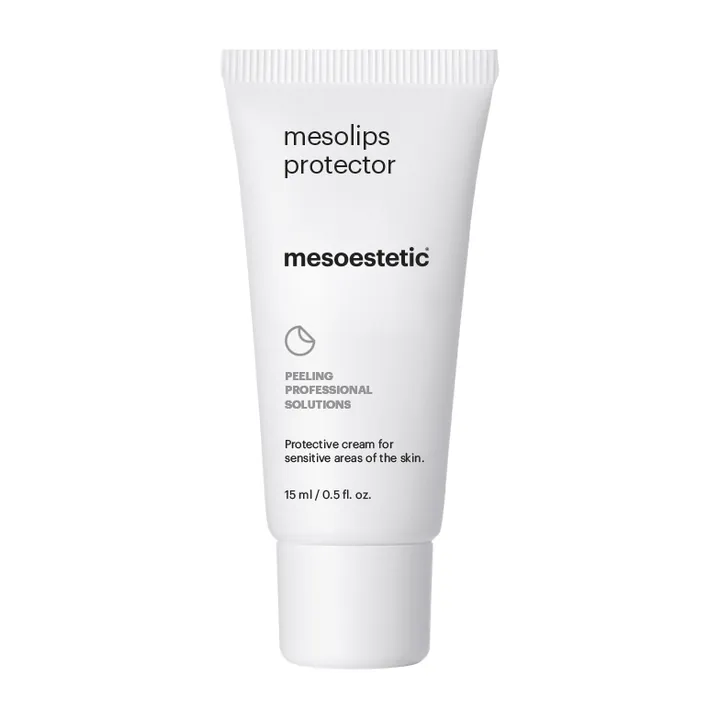 mesolips
protector
mesoestetic®
PEELING
PROFESSIONAL
SOLUTIONS
Protective cream for
sensitive areas of the skin.
15 ml / 0.5 fl. oz.